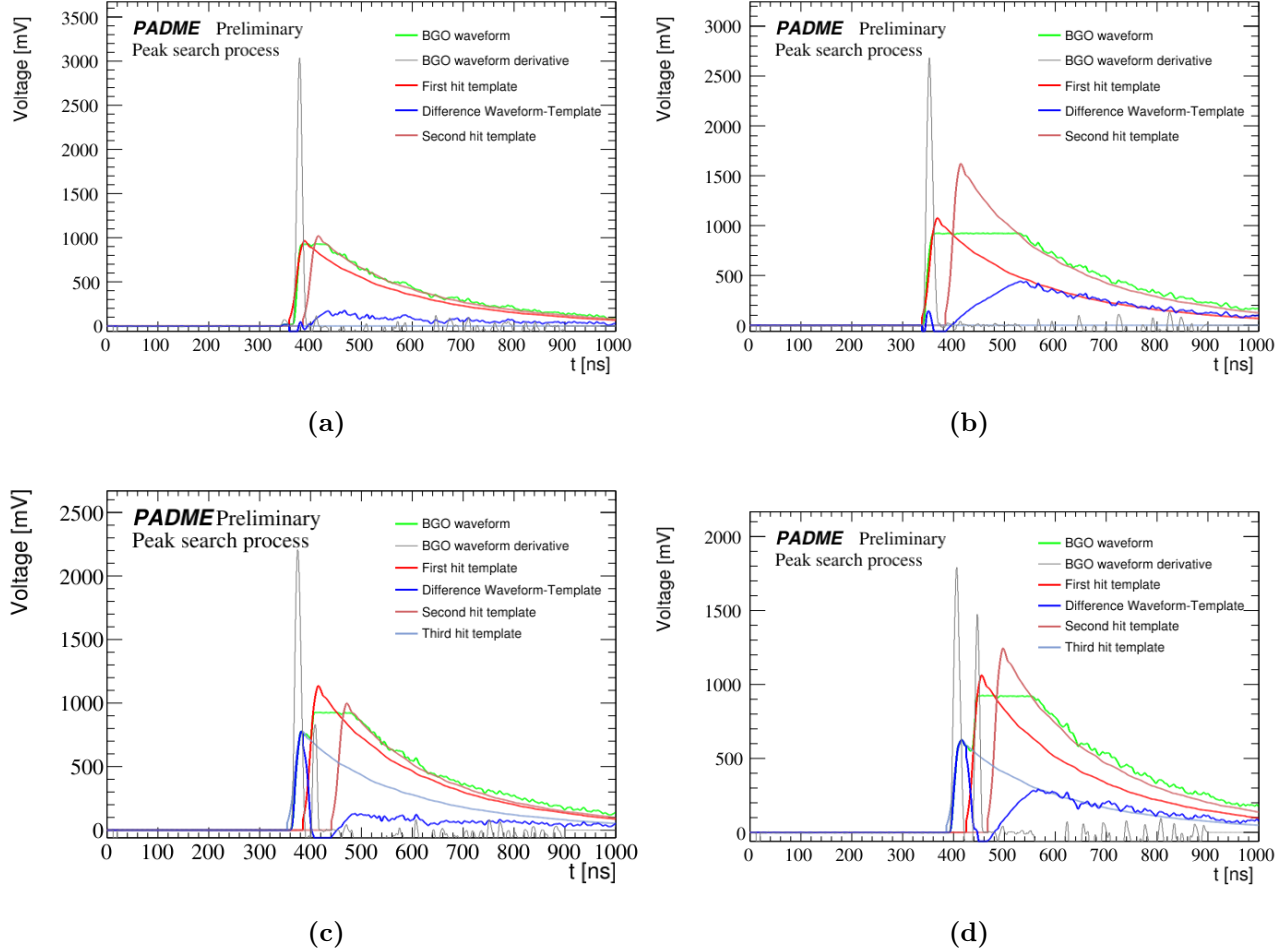 PADME Preliminary
Peak search process
Voltage [mV]
3500
3000
2500
2000
1500
1000
500
0
BGO waveform
BGO waveform derivative
First hit template
Difference Waveform-Template
Second hit template
0 100 200 300 400 500 600 700 800 900 1000
t [ns]
(a)
PADME Preliminary
Peak search process
Voltage [mV]
3000
2500
2000
1500
1000
500
0
BGO waveform
BGO waveform derivative
First hit template
Difference Waveform-Template
Second hit template
0 100 200 300 400 500 600 700 800 900 1000
t [ns]
(b)
PADME Preliminary
Peak search process
Voltage [mV]
2500
2000
1500
1000
500
0
BGO waveform
BGO waveform derivative
First hit template
Difference Waveform-Template
Second hit template
Third hit template
0 100 200 300 400 500 600 700 800 900 1000
t [ns]
(c)
PADME Preliminary
Peak search process
Voltage [mV]
2000
1500
1000
500
0
BGO waveform
BGO waveform derivative
First hit template
Difference Waveform-Template
Second hit template
Third hit template
0 100 200 300 400 500 600 700 800 900 1000
t [ns]
(d)